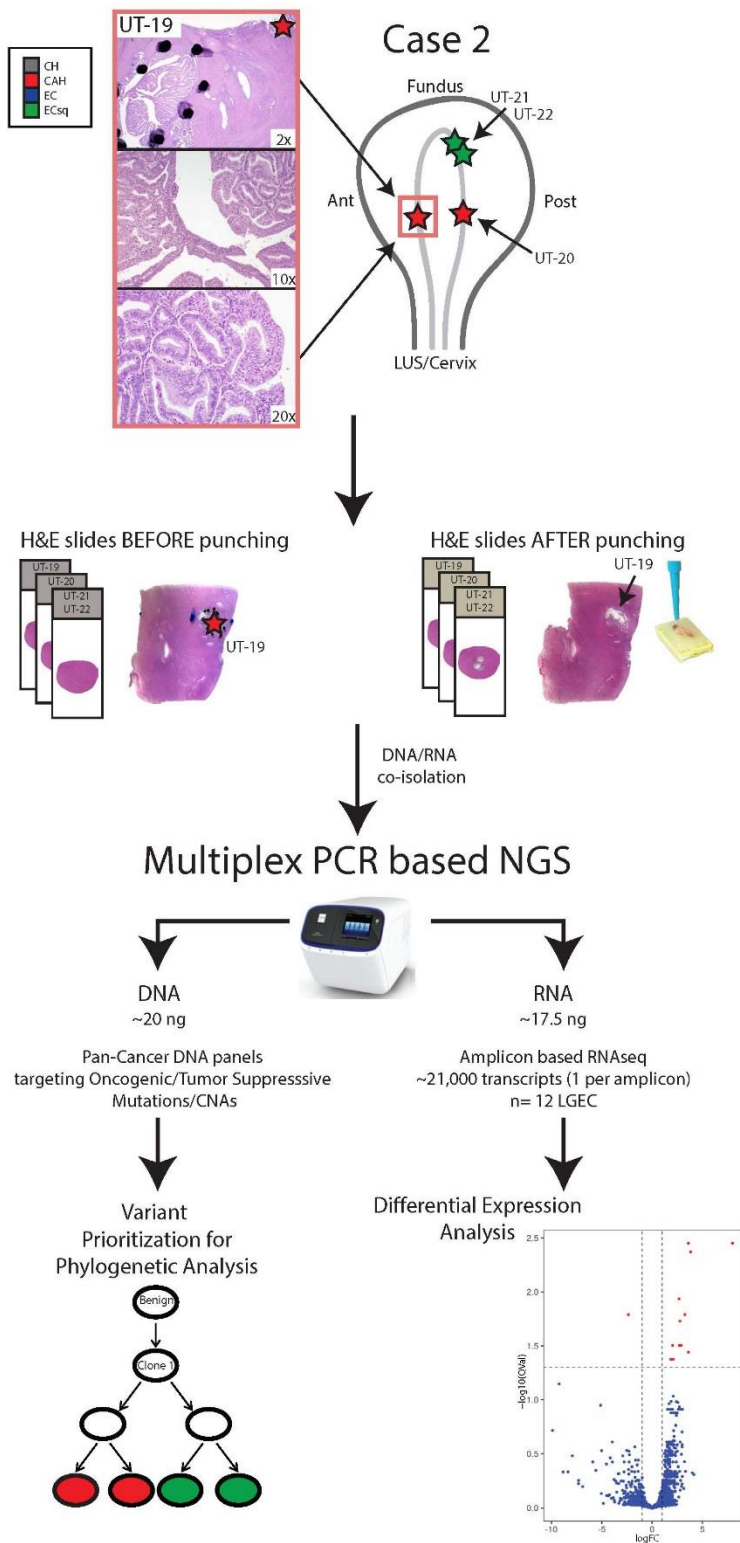 UT-19
Case 2
CH
CAH
EC
ECsq
2x
10x
20x
Fundus
UT-21
UT-22
Ant
Post
UT-20
LUS/Cervix
H&E slides BEFORE punching
UT-19
UT-20
UT-21
UT-22
UT-19
H&E slides AFTER punching
UT-19
UT-20
UT-21
UT-22
UT-19
DNA/RNA
co-isolation
Multiplex PCR based NGS
DNA
~20 ng
Pan-Cancer DNA panels
targeting Oncogenic/Tumor Suppresssive
Mutations/CNAs
RNA
~17.5 ng
Amplicon based RNAseq
~21,000 transcripts (1 per amplicon)
n= 12 LGEC
Variant
Prioritization for
Phylogenetic Analysis
Benign
Clone 1
Differential Expression
Analysis
2.5
2.0
1.5
1.0
0.5
0.0
-log10(QVal)
-10
-5
0
5
logFC